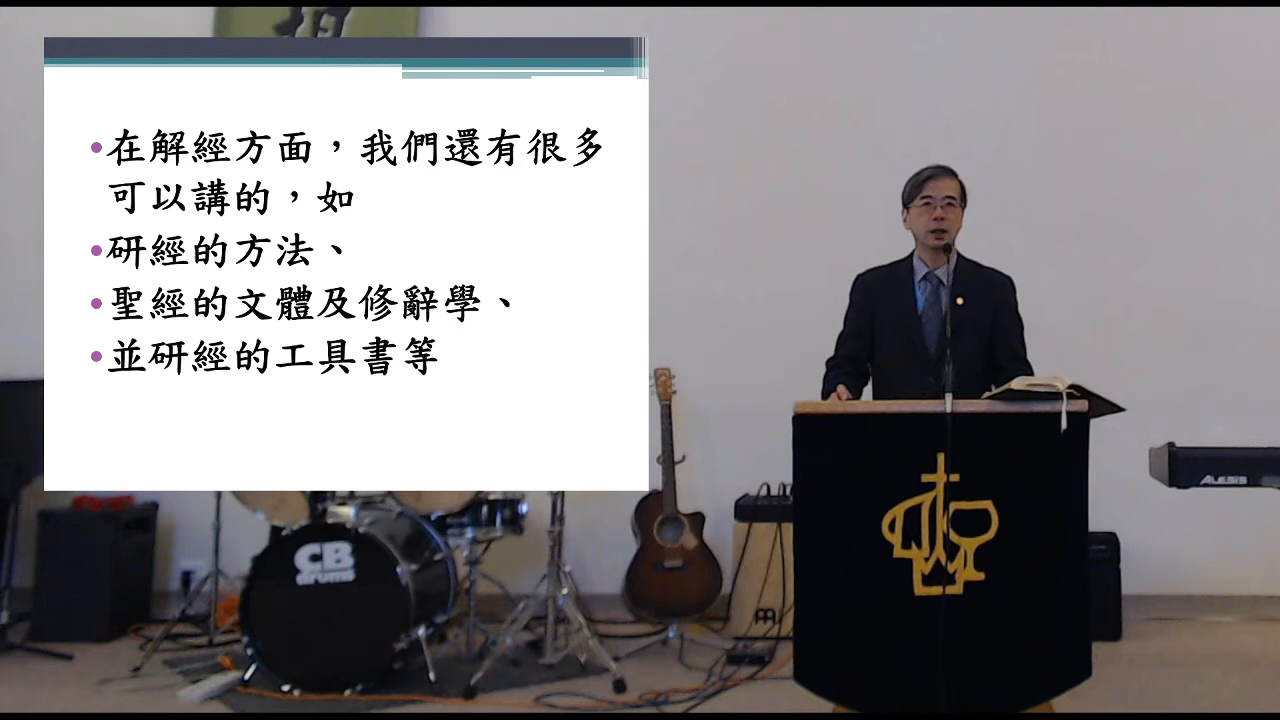 •在解經方面，我們還有很多
可以講的，如
•研經的方法、
•聖經的文體及修辭學、
•並研經的工具書等
CB
drums
ALESIS